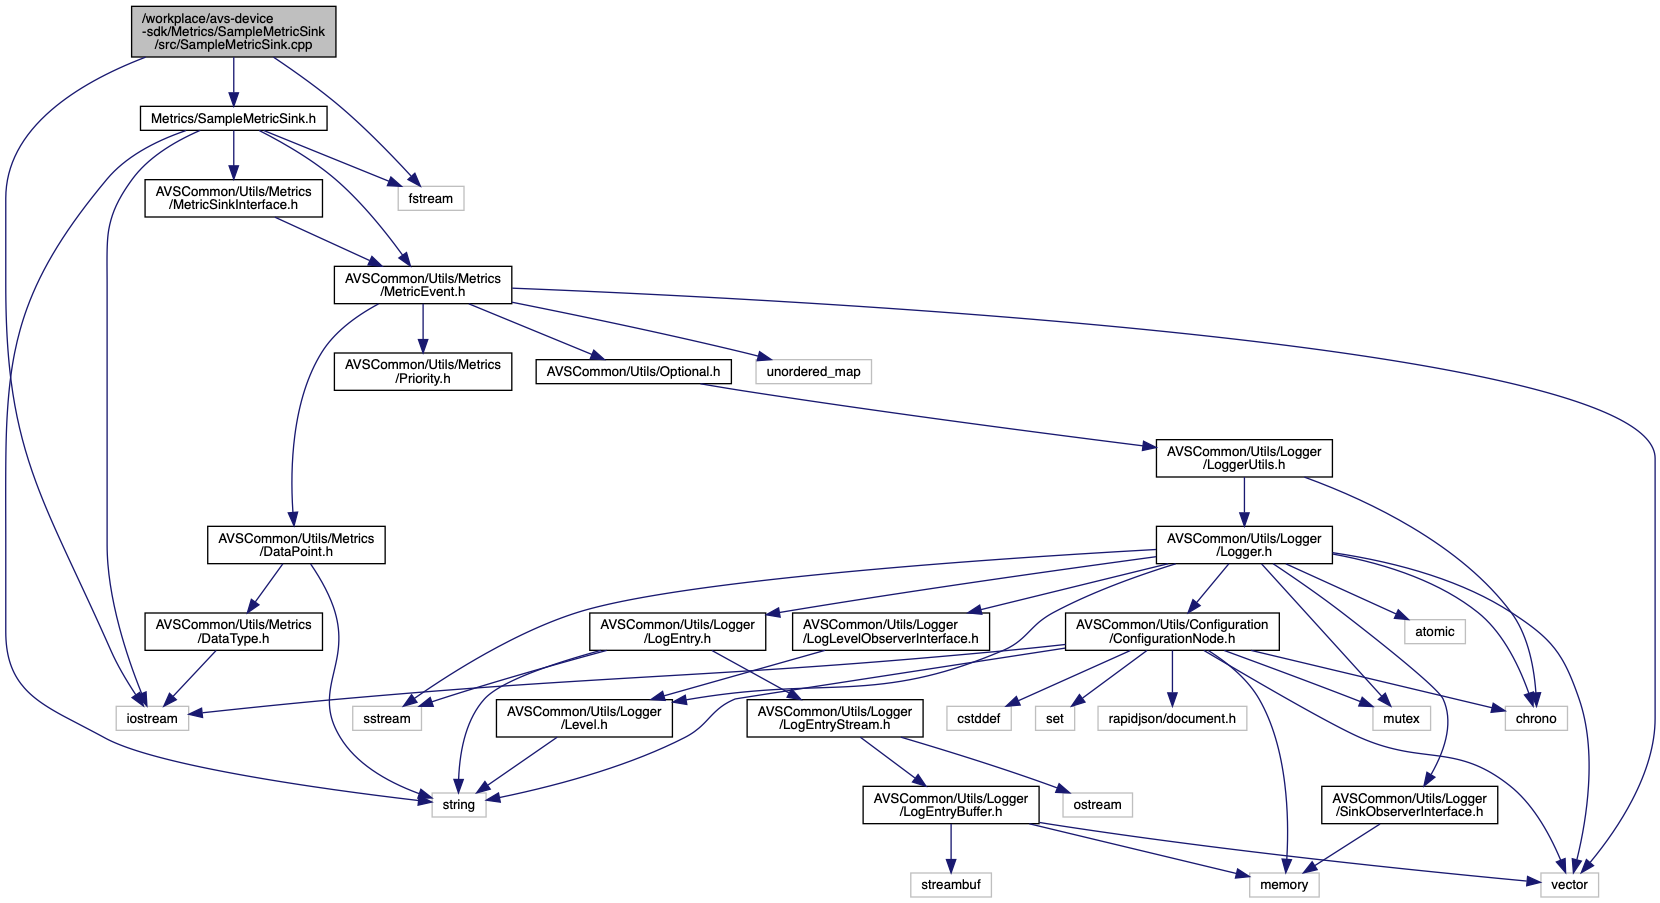 /workplace/avs-device
-sdk/Metrics/SampleMetricSink
/src/SampleMetricSink.cpp
Metrics/SampleMetricSink.h
AVSCommon/Utils/Metrics
/MetricSinkInterface.h
fstream
AVSCommon/Utils/Metrics
/MetricEvent.h
AVSCommon/Utils/Metrics
/Priority.h
AVSCommon/Utils/Optional.h
unordered_map
AVSCommon/Utils/Logger
/LoggerUtils.h
AVSCommon/Utils/Metrics
/DataPoint.h
AVSCommon/Utils/Logger
/Logger.h
AVSCommon/Utils/Metrics
/DataType.h
AVSCommon/Utils/Logger
/LogEntry.h
AVSCommon/Utils/Logger
/LogLevelObserverInterface.h
AVSCommon/Utils/Configuration
/ConfigurationNode.h
atomic
iostream
sstream
AVSCommon/Utils/Logger
/Level.h
AVSCommon/Utils/Logger
/LogEntryStream.h
cstddef
set
rapidjson/document.h
mutex
chrono
string
AVSCommon/Utils/Logger
/LogEntryBuffer.h
ostream
AVSCommon/Utils/Logger
/SinkObserverInterface.h
streambuf
memory
vector